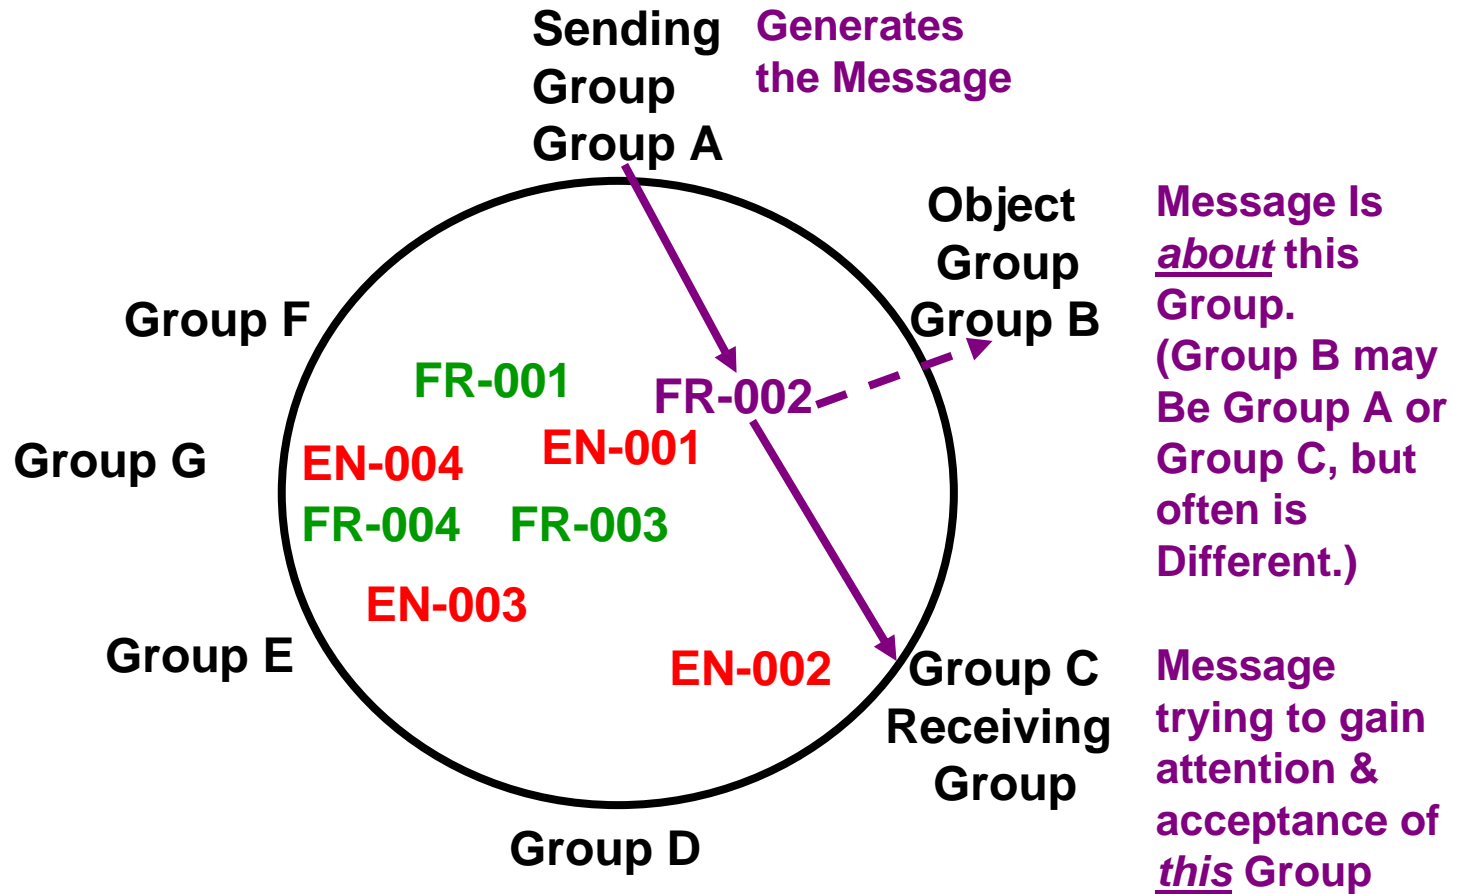 Sending
Group
Group A
Generates
the Message
Object
Group
Group B
Message Is
about this
Group.
(Group B may
Be Group A or
Group C, but
often is
Different.)
Group F
FR-001
FR-002
Group G
EN-004
EN-001
FR-004
FR-003
EN-003
Group E
EN-002
Group C
Receiving
Group
Message
trying to gain
attention &
acceptance of
this Group
Group D